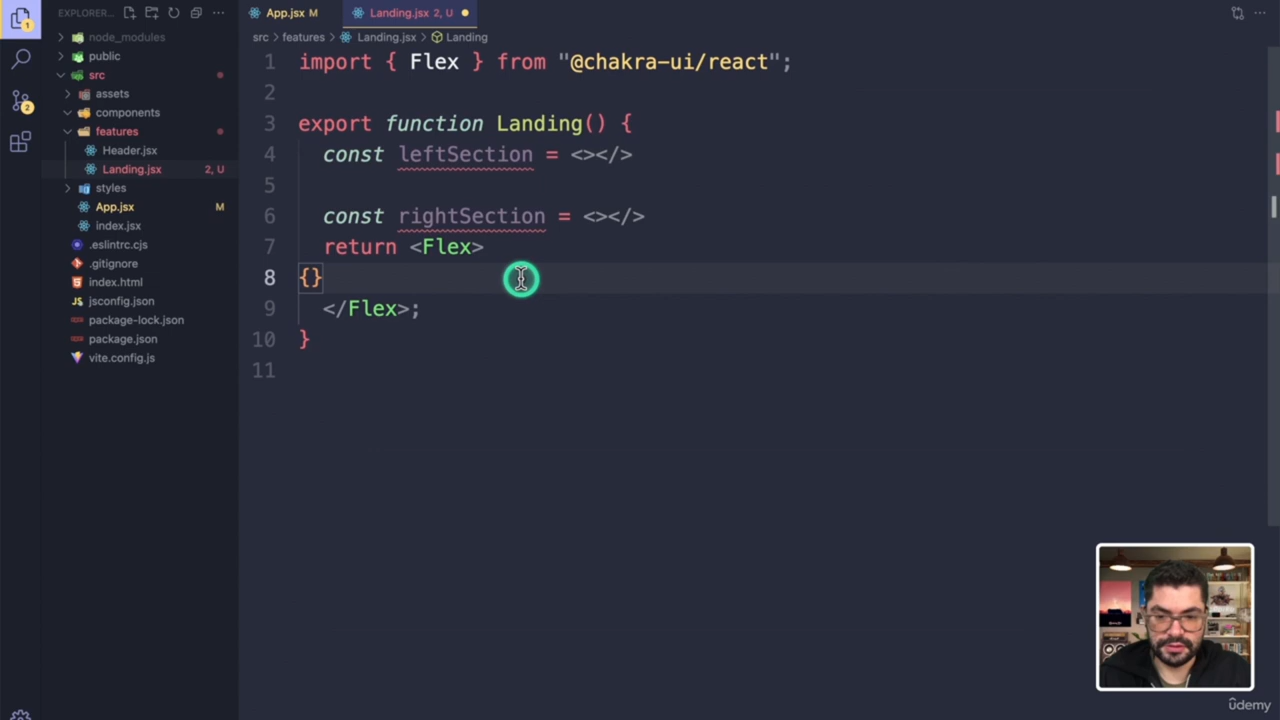 EXPLORER... ...
App.jsx M
Landing.jsx 2, U
...
src > features > Landing.jsx > Landing
1
node_modules
public
src
assets
components
features
Header.jsx
Landing.jsx 2, U
styles
App.jsx M
index.jsx
.eslintrc.cjs
.gitignore
index.html
jsconfig.json
package-lock.json
package.json
vite.config.js
2
1 import { Flex } from "@chakra-ui/react";
2
3 export function Landing() {
4 const leftSection = <></>
5
6 const rightSection = <></>
7 return <Flex>
8 {}
9 </Flex>;
10 }
11
ûdemy